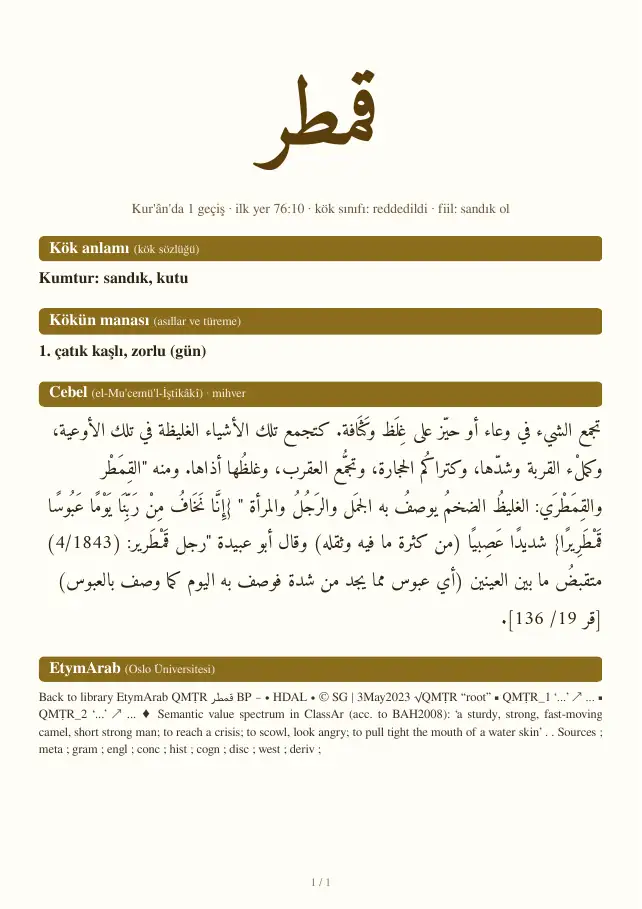 قمطر
Kur'ân'da 1 geçiş · ilk yer 76:10 · kök sınıfı: reddedildi · fiil: sandık ol
Kök anlamı (kök sözlüğü)
Kumtur: sandık, kutu
Kökün manası (asıllar ve türeme)
1. çatık kaşlı, zorlu (gün)
Cebel (el-Mu'cemü'l-İştikâkî) · mihver
تجمع الشيء في وعاء أو حيّز على غِلَظ وكَثَافة. كتجمع تلك الأشياء الغليظة في تلك الأوعية،
وكملْء القربة وشدّها، وكتراكُم الحجارة، وتجمُّع العقرب، وغلظُها أذاها. ومنه "القِمَطْر
والقِمَطْرَي: الغليظُ الضخمُ يوصفُ به الجمَل والرَجُلُ والمرأة " {إِنَّا نَخَافُ مِنْ رَبِّنَا يَوْمًا عَبُوسًا
قَمْطَرِيرًا} شديدًا عَصِيبًا (من كثرة ما فيه وثقله) وقال أبو عبيدة "رجل قَمْطَرير: (4/1843)
متقبضُ ما بين العينين (أي عبوس مما يجد من شدة فوصف به اليوم كما وصف بالعبوس)
[قر 19/ 136].
EtymArab (Oslo Üniversitesi)
Back to library EtymArab QMṬR قمطر BP – • HDAL • © SG | 3May2023 √QMṬR “root” ▪ QMṬR_1 ‘...’ ↗ ... ▪
QMṬR_2 ‘...’ ↗ ... ♦ Semantic value spectrum in ClassAr (acc. to BAH2008): ‘a sturdy, strong, fast-moving
camel, short strong man; to reach a crisis; to scowl, look angry; to pull tight the mouth of a water skin’ . . Sources ;
meta ; gram ; engl ; conc ; hist ; cogn ; disc ; west ; deriv ;
1 / 1